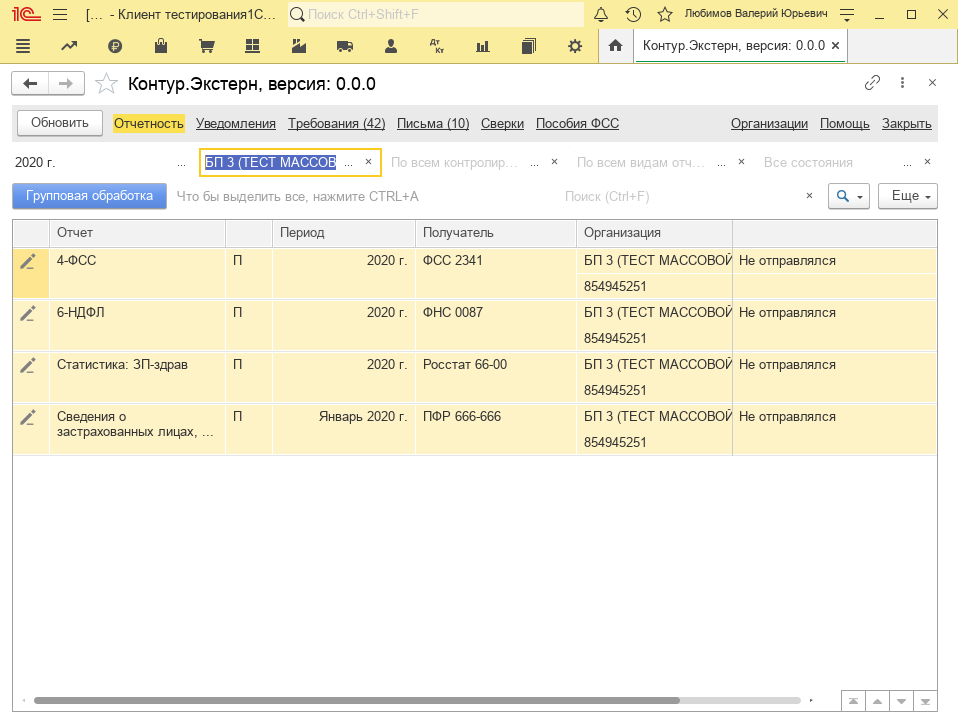 1С [... - Клиент тестирования1С... Поиск Ctrl+Shift+F Любимов Валерий Юрьевич
Дт Кт Контур.Экстерн, версия: 0.0.0 ×
Контур.Экстерн, версия: 0.0.0
Обновить Отчетность Уведомления Требования (42) Письма (10) Сверки Пособия ФСС Организации Помощь Закрыть
2020 г. ... БП 3 (ТЕСТ МАССОВ ... × По всем контролир... ... × По всем видам отч... ... × Все состояния ... ×
Групповая обработка Что бы выделить все, нажмите CTRL+A Поиск (Ctrl+F) × Еще
Отчет Период Получатель Организация
4-ФСС П 2020 г. ФСС 2341 БП 3 (ТЕСТ МАССОВОЙ Не отправлялся
854945251
6-НДФЛ П 2020 г. ФНС 0087 БП 3 (ТЕСТ МАССОВОЙ Не отправлялся
854945251
Статистика: ЗП-здрав П 2020 г. Росстат 66-00 БП 3 (ТЕСТ МАССОВОЙ Не отправлялся
854945251
Сведения о П Январь 2020 г. ПФР 666-666 БП 3 (ТЕСТ МАССОВОЙ Не отправлялся
застрахованных лицах, ...
854945251